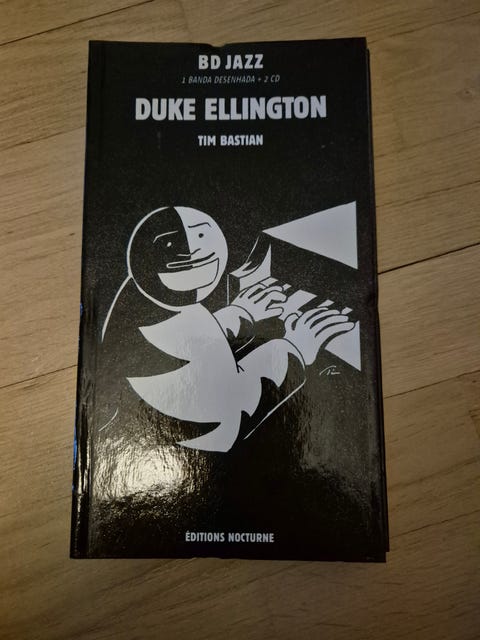 BD JAZZ
1 BANDA DESENHADA + 2 CD
DUKE ELLINGTON
TIM BASTIAN
ÉDITIONS NOCTURNE